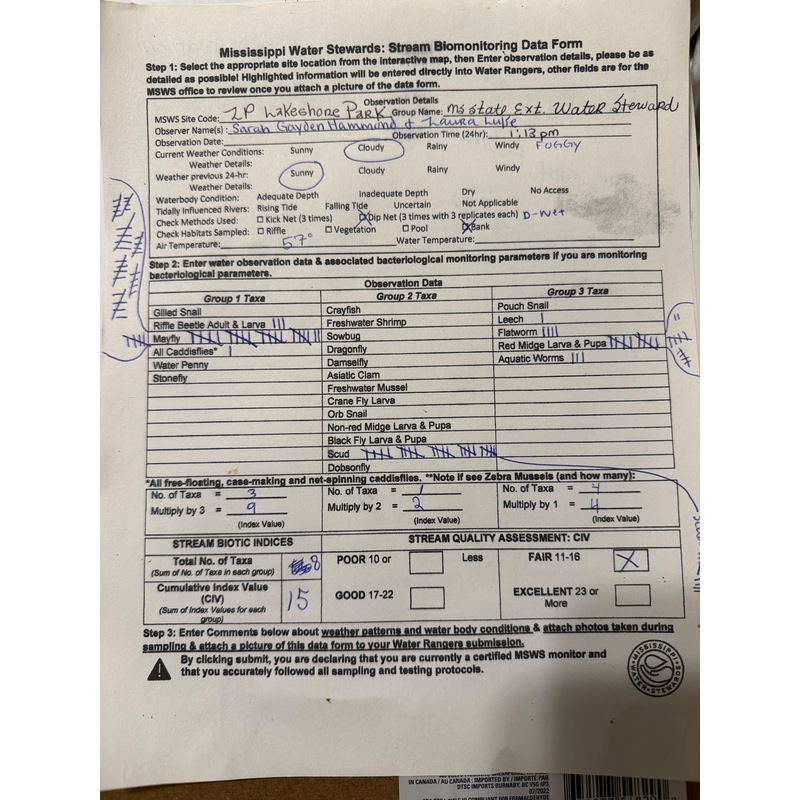 Mississippi Water Stewards: Stream Biomonitoring Data Form
Step 1: Select the appropriate site location from the interactive map, then Enter observation details, please be as
detailed as possible! Highlighted information will be entered directly into Water Rangers, other fields are for the
MSWS office to review once you attach a picture of the data form.
Observation Details
MSWS Site Code: LP Lakeshore Park Group Name: MS State Ext. Water Steward
Observer Name(s): Sarah Gayden Hammond + Laura
Observation Date: Observation Time (24hr): 1:13 pm
Current Weather Conditions: Sunny Cloudy Rainy Windy FOGGY
Weather Details:
Weather previous 24-hr: Sunny Cloudy Rainy Windy
Weather Details:
Waterbody Condition: Adequate Depth Inadequate Depth Dry No Access
Tidally Influenced Rivers: Rising Tide Falling Tide Uncertain Not Applicable
Check Methods Used: Kick Net (3 times) Dip Net (3 times with 3 replicates each) D-Net
Check Habitats Sampled: Riffle Vegetation Pool Bank
Air Temperature: 57° Water Temperature:
Step 2: Enter water observation data & associated bacteriological monitoring parameters if you are monitoring
bacteriological parameters.
Observation Data
Group 1 Taxa Group 2 Taxa Group 3 Taxa
Gilled Snail Crayfish Pouch Snail
Riffle Beetle Adult & Larva Freshwater Shrimp Leech
Mayfly Sowbug Flatworm
All Caddisflies* Dragonfly Red Midge Larva & Pupa
Water Penny Damselfly Aquatic Worms
Stonefly Asiatic Clam
Freshwater Mussel
Crane Fly Larva
Orb Snail
Non-red Midge Larva & Pupa
Black Fly Larva & Pupa
Scud
Dobsonfly
*All free-floating, case-making and net-spinning caddisflies. **Note if see Zebra Mussels (and how many):
No. of Taxa = 3 No. of Taxa = 1 No. of Taxa = 4
Multiply by 3 = 9 Multiply by 2 = 2 Multiply by 1 = 4
(Index Value) (Index Value) (Index Value)
STREAM BIOTIC INDICES STREAM QUALITY ASSESSMENT: CIV
Total No. of Taxa 8 POOR 10 or Less FAIR 11-16 X
(Sum of No. of Taxa in each group)
Cumulative Index Value 15 GOOD 17-22 EXCELLENT 23 or
(CIV) More
(Sum of Index Values for each
group)
Step 3: Enter Comments below about weather patterns and water body conditions & attach photos taken during
sampling & attach a picture of this data form to your Water Rangers submission.
By clicking submit, you are declaring that you are currently a certified MSWS monitor and
that you accurately followed all sampling and testing protocols.
MISSISSIPPI WATER STEWARDS
IN CANADA / AU CANADA : IMPORTED BY / IMPORTE PAR
DTSC IMPORTS BURNABY, BC V5G 4P3
07/2022